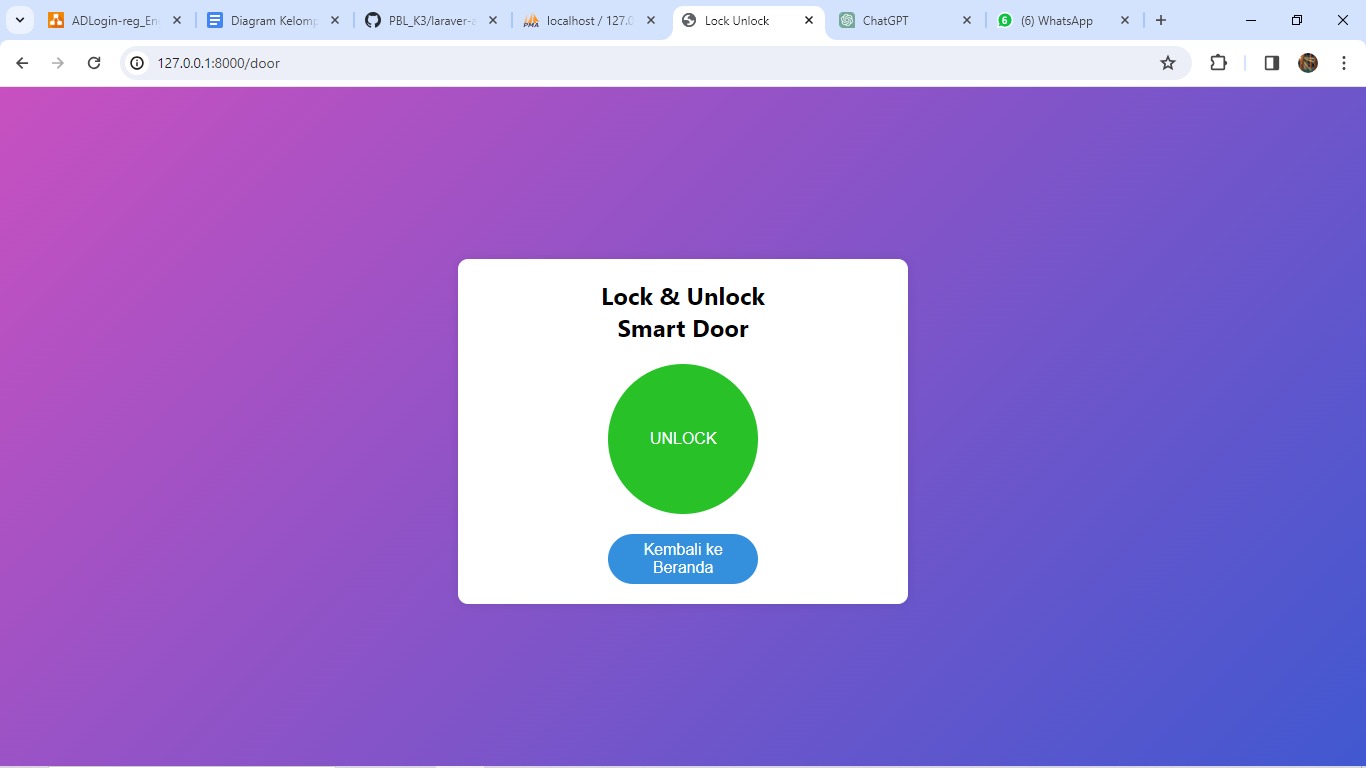 ADLogin-reg_En
Diagram Kelomp
PBL_K3/laraver-a
localhost / 127.0
Lock Unlock
ChatGPT
(6) WhatsApp
127.0.0.1:8000/door
Lock & Unlock
Smart Door
UNLOCK
Kembali ke
Beranda